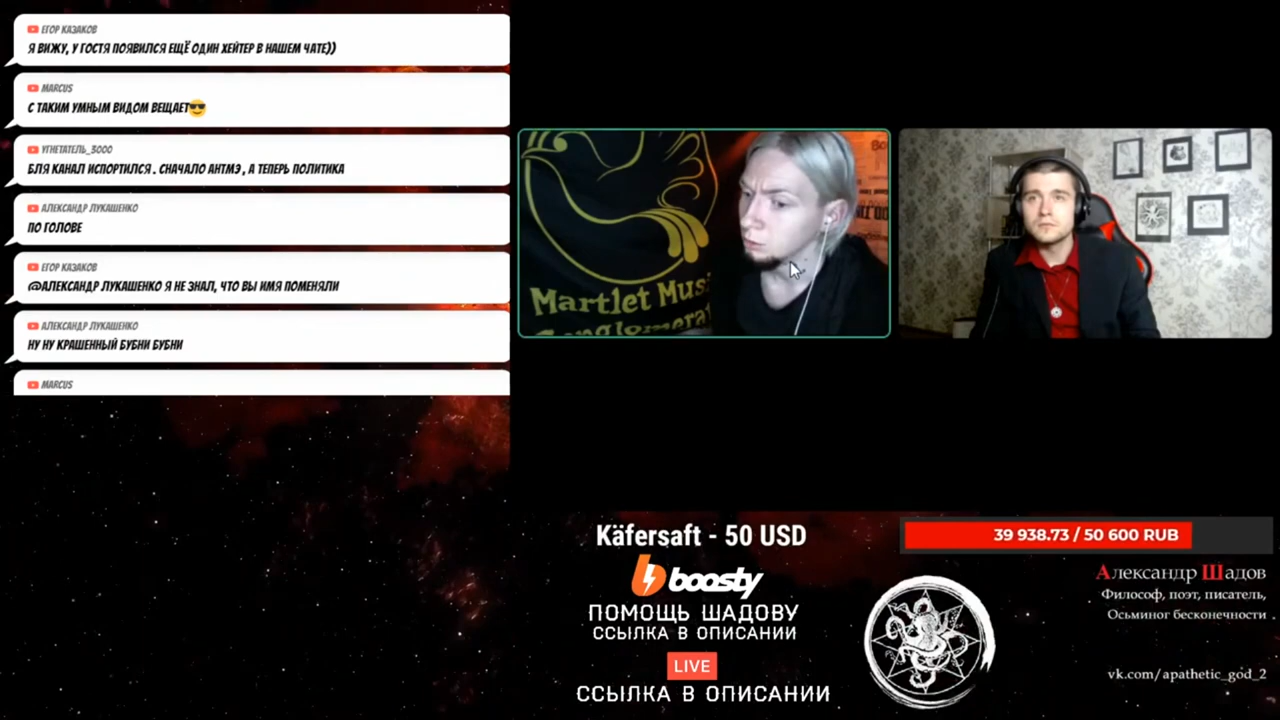 ЕГОР КАЗАКОВ
Я ВИЖУ, У ГОСТЯ ПОЯВИЛСЯ ЕЩЁ ОДИН ХЕЙТЕР В НАШЕМ ЧАТЕ))
MARCUS
С ТАКИМ УМНЫМ ВИДОМ ВЕЩАЕТ😎
УГНЕТАТЕЛЬ_3000
БЛЯ КАНАЛ ИСПОРТИЛСЯ . СНАЧАЛО АНТМЭ , А ТЕПЕРЬ ПОЛИТИКА
АЛЕКСАНДР ЛУКАШЕНКО
ПО ГОЛОВЕ
ЕГОР КАЗАКОВ
@АЛЕКСАНДР ЛУКАШЕНКО Я НЕ ЗНАЛ, ЧТО ВЫ ИМЯ ПОМЕНЯЛИ
АЛЕКСАНДР ЛУКАШЕНКО
НУ НУ КРАШЕННЫЙ БУБНИ БУБНИ
MARCUS
Martlet Musi
Conglomerat
Käfersaft - 50 USD
boosty
ПОМОЩЬ ШАДОВУ
ССЫЛКА В ОПИСАНИИ
LIVE
ССЫЛКА В ОПИСАНИИ
39 938.73 / 50 600 RUB
Александр Шадов
Философ, поэт, писатель,
Осьминог бесконечности
vk.com/apathetic_god_2